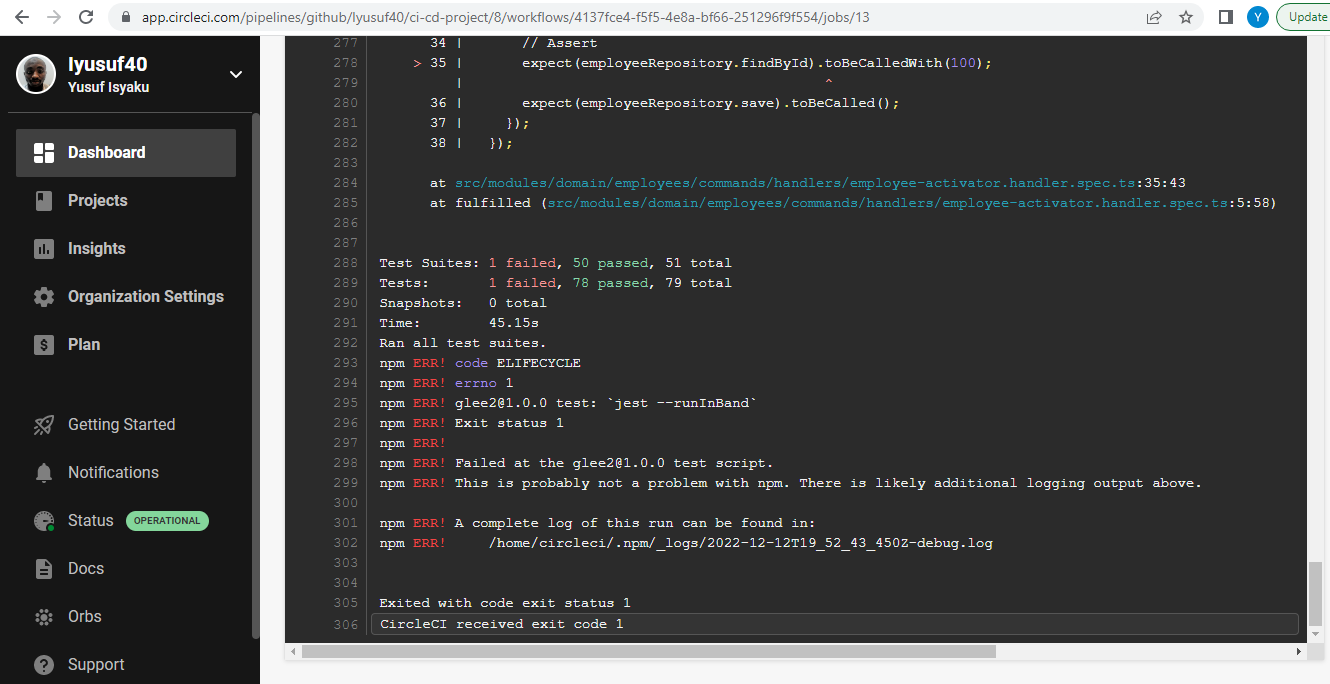 app.circleci.com/pipelines/github/Iyusuf40/ci-cd-project/8/workflows/4137fce4-f5f5-4e8a-bf66-251296f9f554/jobs/13
Y
Update
Iyusuf40
Yusuf Isyaku
Dashboard
Projects
Insights
Organization Settings
Plan
Getting Started
Notifications
Status OPERATIONAL
Docs
Orbs
Support
277 34 | // Assert
278 > 35 | expect(employeeRepository.findById).toBeCalledWith(100);
279 | ^
280 36 | expect(employeeRepository.save).toBeCalled();
281 37 | });
282 38 | });
283
284 at src/modules/domain/employees/commands/handlers/employee-activator.handler.spec.ts:35:43
285 at fulfilled (src/modules/domain/employees/commands/handlers/employee-activator.handler.spec.ts:5:58)
286
287
288 Test Suites: 1 failed, 50 passed, 51 total
289 Tests: 1 failed, 78 passed, 79 total
290 Snapshots: 0 total
291 Time: 45.15s
292 Ran all test suites.
293 npm ERR! code ELIFECYCLE
294 npm ERR! errno 1
295 npm ERR! glee2@1.0.0 test: `jest --runInBand`
296 npm ERR! Exit status 1
297 npm ERR!
298 npm ERR! Failed at the glee2@1.0.0 test script.
299 npm ERR! This is probably not a problem with npm. There is likely additional logging output above.
300
301 npm ERR! A complete log of this run can be found in:
302 npm ERR! /home/circleci/.npm/_logs/2022-12-12T19_52_43_450Z-debug.log
303
304
305 Exited with code exit status 1
306 CircleCI received exit code 1